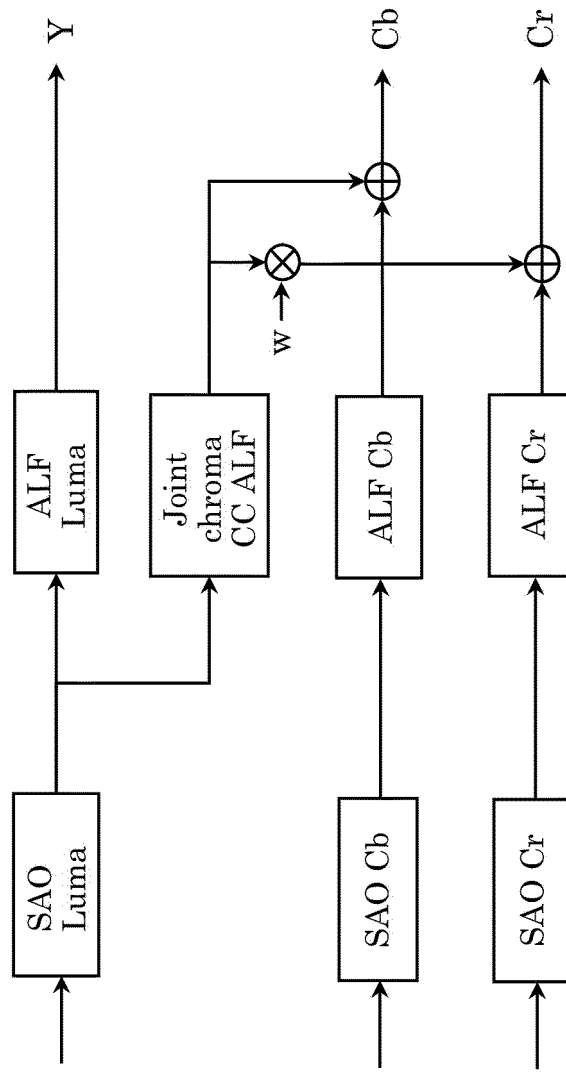 SAO
Luma
ALF
Luma
Y
Joint
chroma
CC ALF
w
SAO Cb
ALF Cb
Cb
SAO Cr
ALF Cr
Cr